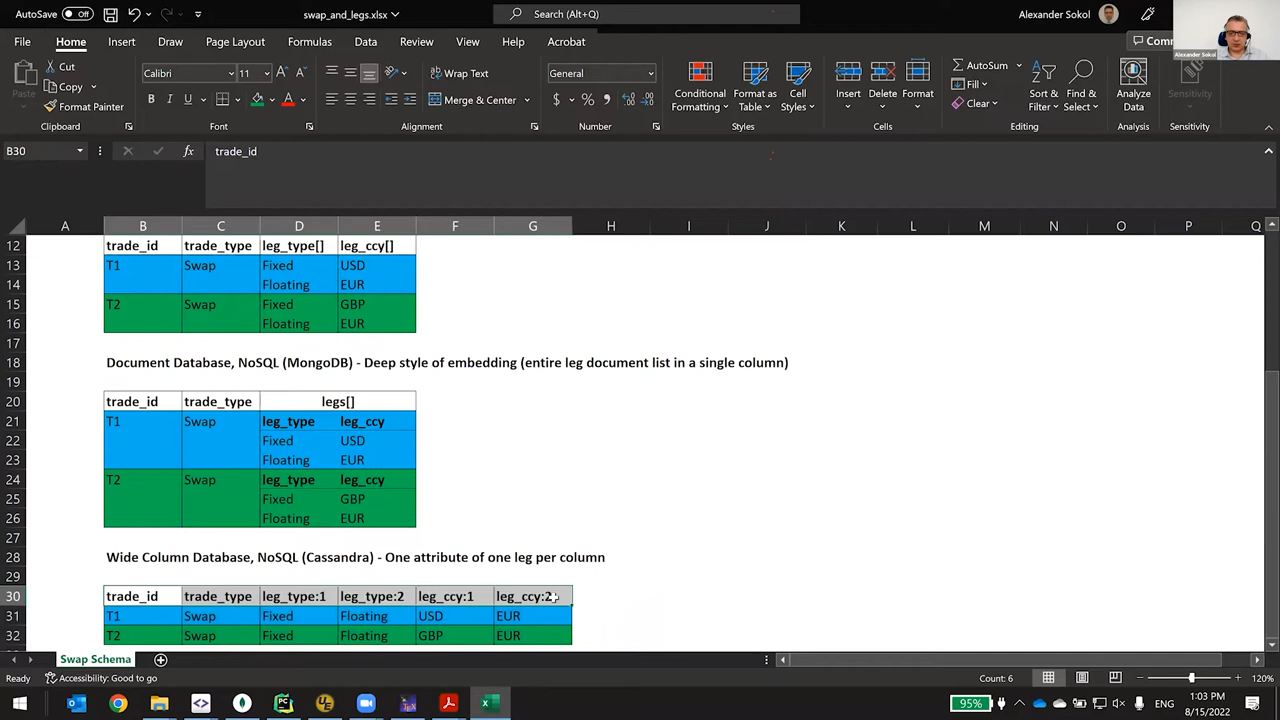 AutoSave Off swap_and_legs.xlsx Search (Alt+Q) Alexander Sokol
File Home Insert Draw Page Layout Formulas Data Review View Help Acrobat
Alexander Sokol
Paste
Cut
Copy
Format Painter
Clipboard
Calibri 11
B I U
Font
Wrap Text
Merge & Center
Alignment
General
$ %
Number
Conditional Formatting
Format as Table
Cell Styles
Styles
Insert Delete Format
Cells
AutoSum
Fill
Clear
Sort & Filter
Find & Select
Editing
Analyze Data
Analysis
Sensitivity
Sensitivity
B30 fx trade_id
A B C D E F G H I J K L M N O P Q
12 trade_id trade_type leg_type[] leg_ccy[]
13 T1 Swap Fixed USD
14 Floating EUR
15 T2 Swap Fixed GBP
16 Floating EUR
17
18 Document Database, NoSQL (MongoDB) - Deep style of embedding (entire leg document list in a single column)
19
20 trade_id trade_type legs[]
21 T1 Swap leg_type leg_ccy
22 Fixed USD
23 Floating EUR
24 T2 Swap leg_type leg_ccy
25 Fixed GBP
26 Floating EUR
27
28 Wide Column Database, NoSQL (Cassandra) - One attribute of one leg per column
29
30 trade_id trade_type leg_type:1 leg_type:2 leg_ccy:1 leg_ccy:2
31 T1 Swap Fixed Floating USD EUR
32 T2 Swap Fixed Floating GBP EUR
Swap Schema
Ready Accessibility: Good to go Count: 6 120%
95% ENG 1:03 PM
8/15/2022